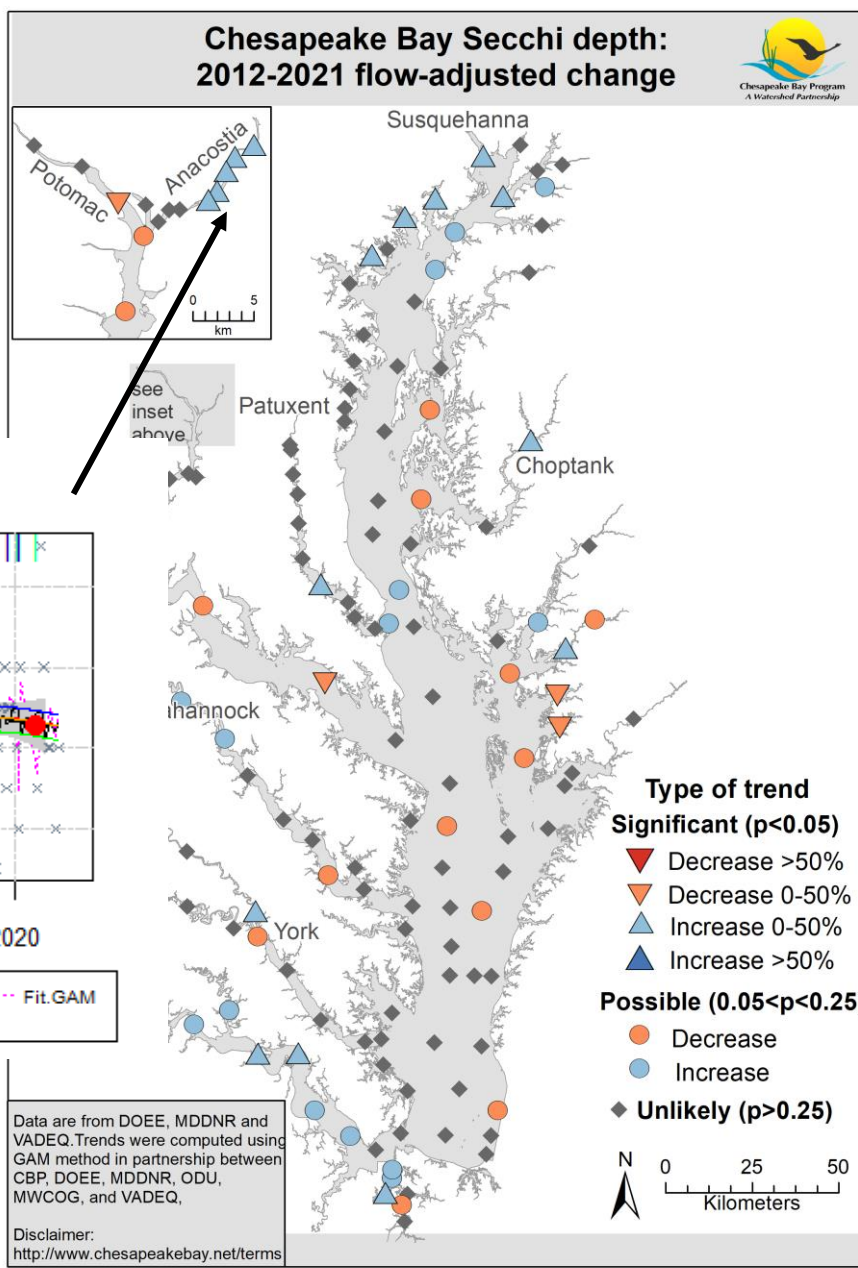 Chesapeake Bay Secchi depth:
2012-2021 flow-adjusted change
Chesapeake Bay Program
A Watershed Partnership
Potomac
Anacostia
0 5
km
Susquehanna
see
inset
above
Patuxent
Choptank
ahannock
York
2020
Fit.GAM
Type of trend
Significant (p<0.05)
Decrease >50%
Decrease 0-50%
Increase 0-50%
Increase >50%
Possible (0.05<p<0.25
Decrease
Increase
Unlikely (p>0.25)
N
0 25 50
Kilometers
Data are from DOEE, MDDNR and
VADEQ.Trends were computed using
GAM method in partnership between
CBP, DOEE, MDDNR, ODU,
MWCOG, and VADEQ,
Disclaimer:
http://www.chesapeakebay.net/terms